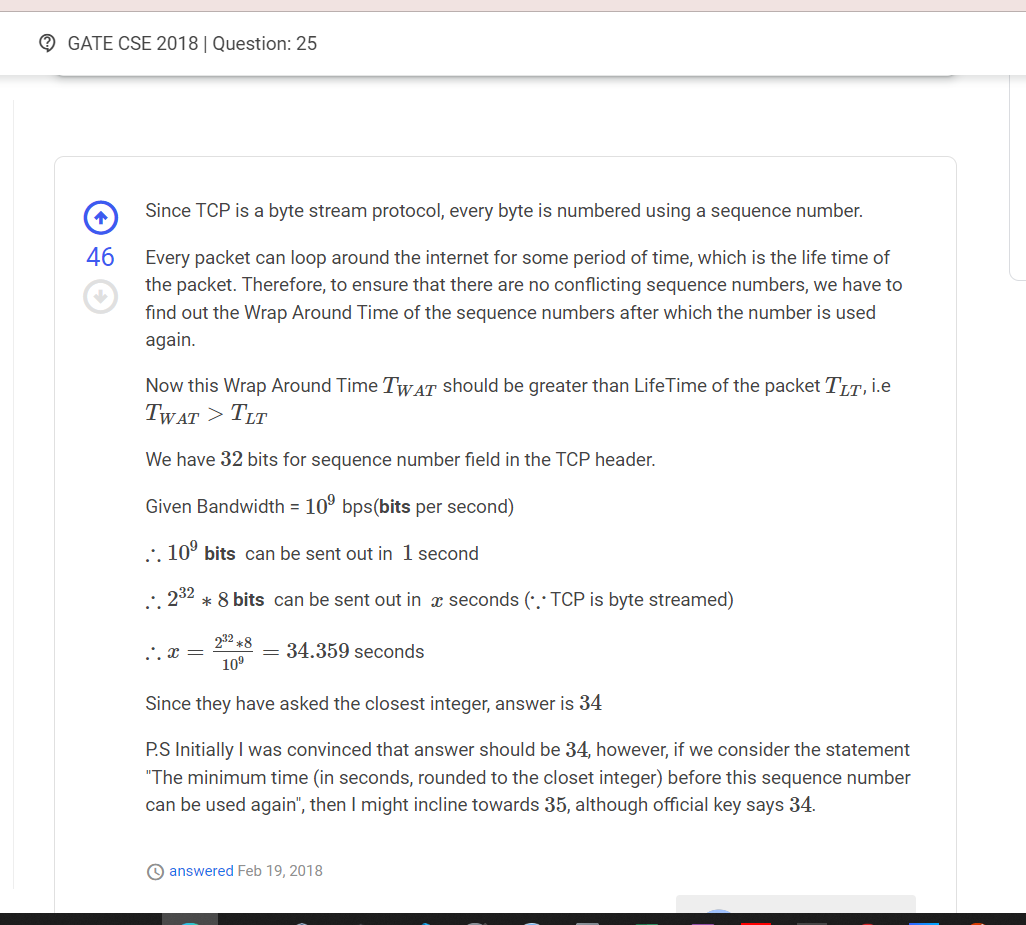 GATE CSE 2018 | Question: 25
Since TCP is a byte stream protocol, every byte is numbered using a sequence number.
46
Every packet can loop around the internet for some period of time, which is the life time of
the packet. Therefore, to ensure that there are no conflicting sequence numbers, we have to
find out the Wrap Around Time of the sequence numbers after which the number is used
again.
Now this Wrap Around Time T_{WAT} should be greater than LifeTime of the packet T_{LT}, i.e
T_{WAT} > T_{LT}
We have 32 bits for sequence number field in the TCP header.
Given Bandwidth = 10^9 bps(bits per second)
∴ 10^9 bits can be sent out in 1 second
∴ 2^{32} * 8 bits can be sent out in x seconds (∵ TCP is byte streamed)
∴ x = \frac{2^{32}*8}{10^9} = 34.359 seconds
Since they have asked the closest integer, answer is 34
P.S Initially I was convinced that answer should be 34, however, if we consider the statement
"The minimum time (in seconds, rounded to the closet integer) before this sequence number
can be used again", then I might incline towards 35, although official key says 34.
answered Feb 19, 2018